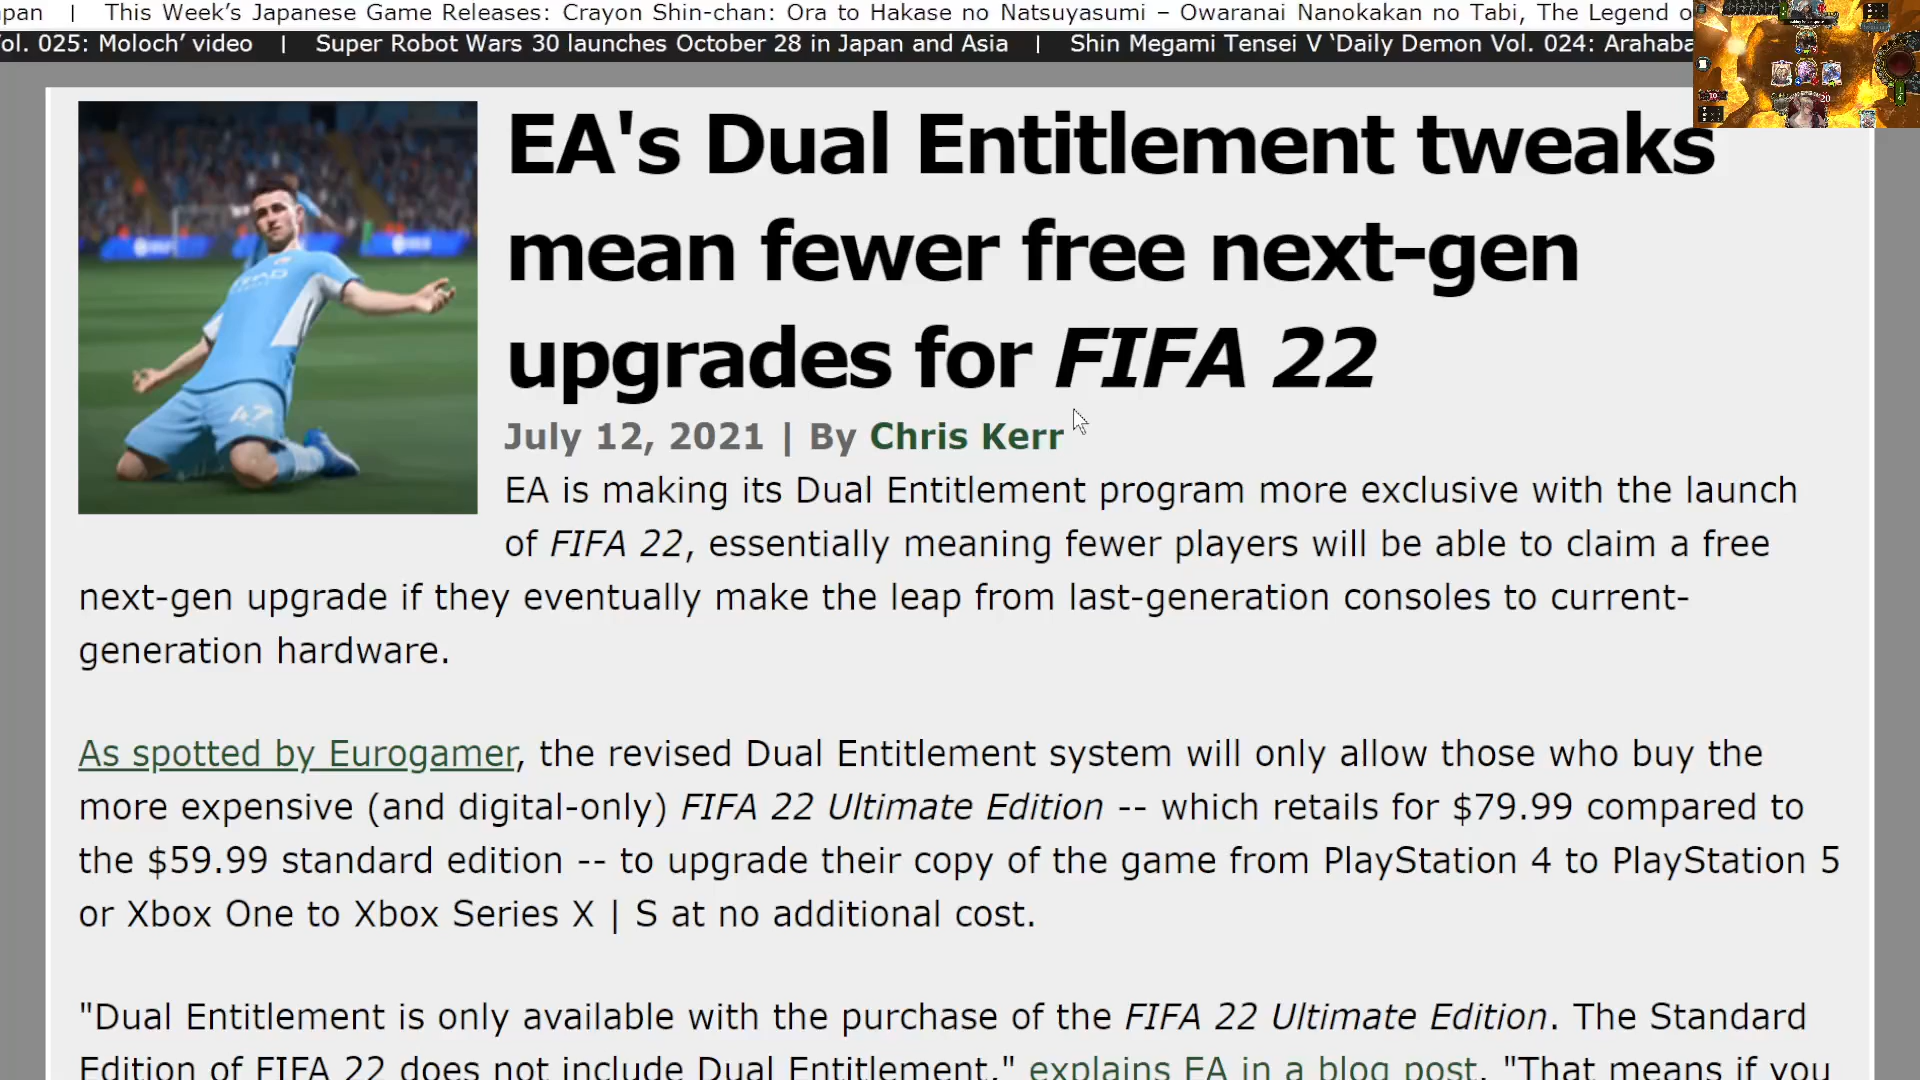 apan | This Week’s Japanese Game Releases: Crayon Shin-chan: Ora to Hakase no Natsuyasumi – Owaranai Nanokakan no Tabi, The Legend o
ol. 025: Moloch’ video | Super Robot Wars 30 launches October 28 in Japan and Asia | Shin Megami Tensei V ‘Daily Demon Vol. 024: Arahaba
EA's Dual Entitlement tweaks
mean fewer free next-gen
upgrades for FIFA 22
July 12, 2021 | By Chris Kerr
EA is making its Dual Entitlement program more exclusive with the launch
of FIFA 22, essentially meaning fewer players will be able to claim a free
next-gen upgrade if they eventually make the leap from last-generation consoles to current-
generation hardware.
As spotted by Eurogamer, the revised Dual Entitlement system will only allow those who buy the
more expensive (and digital-only) FIFA 22 Ultimate Edition -- which retails for $79.99 compared to
the $59.99 standard edition -- to upgrade their copy of the game from PlayStation 4 to PlayStation 5
or Xbox One to Xbox Series X | S at no additional cost.
"Dual Entitlement is only available with the purchase of the FIFA 22 Ultimate Edition. The Standard
Edition of FIFA 22 does not include Dual Entitlement," explains EA in a blog post. "That means if you
47
20
10